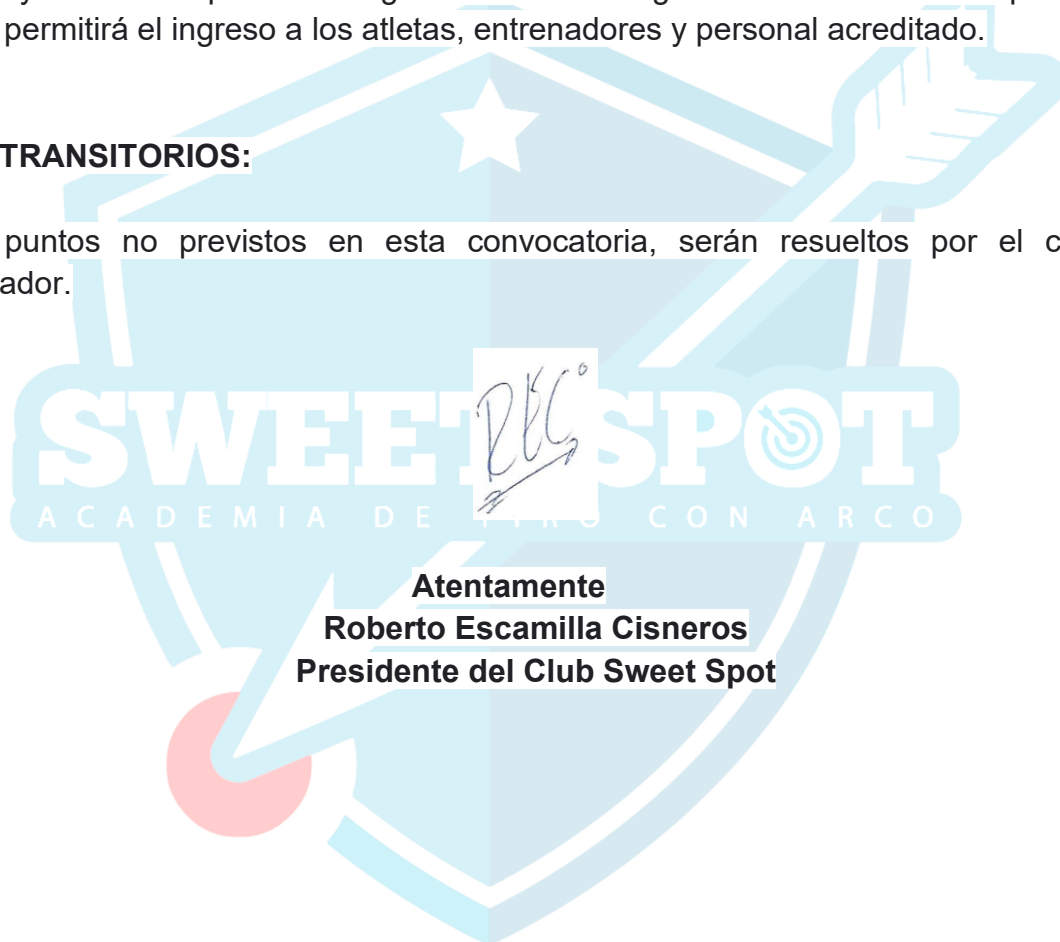 permitirá el ingreso a los atletas, entrenadores y personal acreditado.
TRANSITORIOS:
puntos no previstos en esta convocatoria, serán resueltos por el c
ador.
REC
SWEET SPOT
ACADEMIA DE TIRO CON ARCO
Atentamente
Roberto Escamilla Cisneros
Presidente del Club Sweet Spot